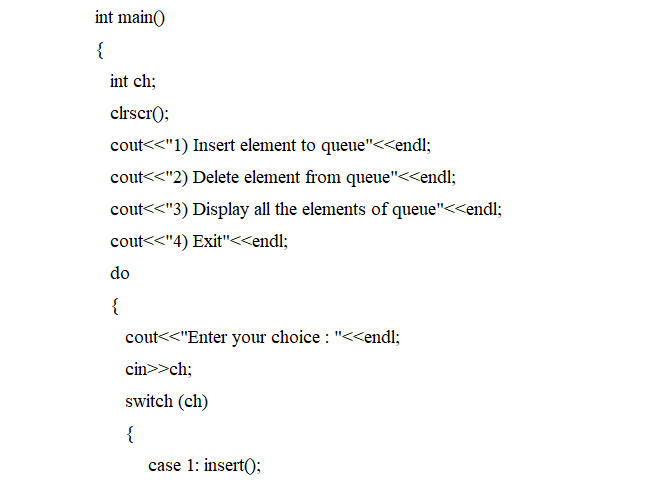 int main()
{
int ch;
clrscr();
cout<<"1) Insert element to queue"<<endl;
cout<<"2) Delete element from queue"<<endl;
cout<<"3) Display all the elements of queue"<<endl;
cout<<"4) Exit"<<endl;
do
{
cout<<"Enter your choice : "<<endl;
cin>>ch;
switch (ch)
{
case 1: insert();